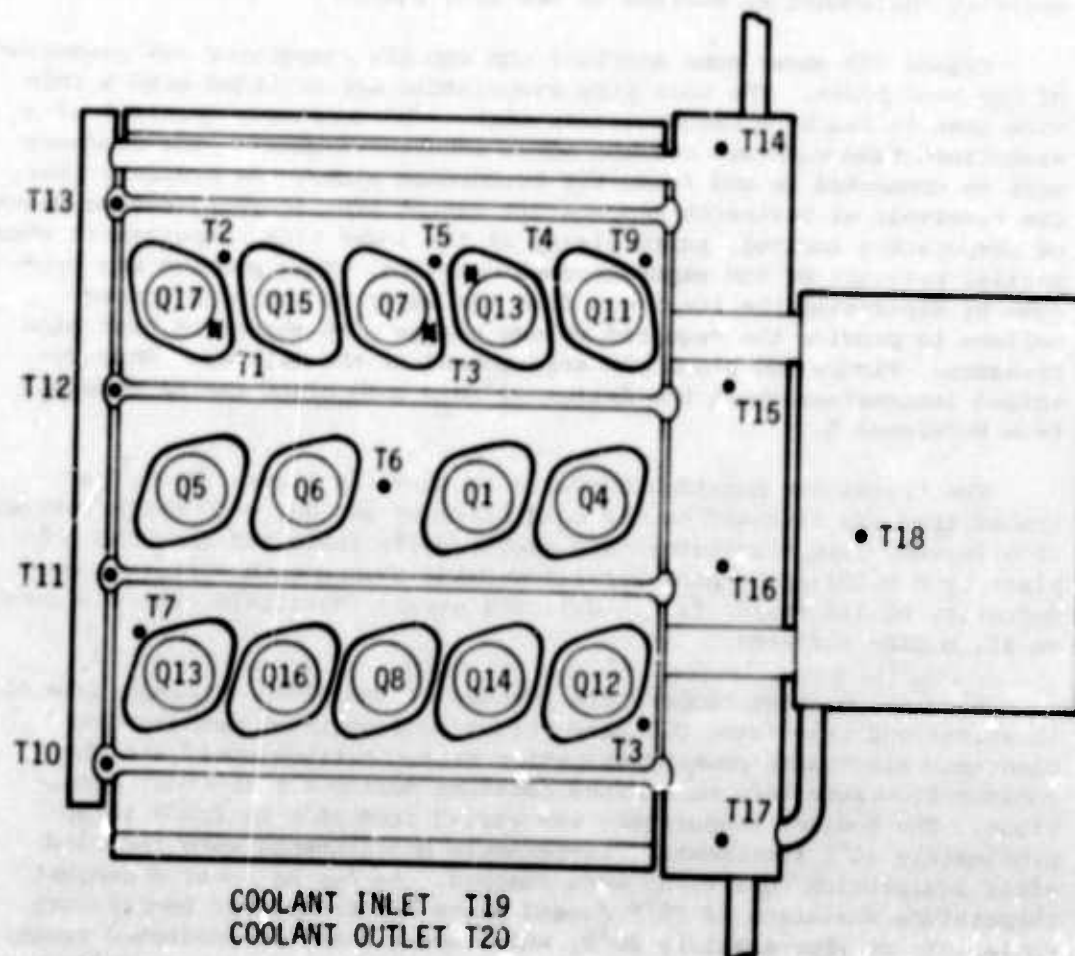 T14
T13
T2 T5 T4 T9
Q17 Q15 Q7 Q13 Q11
T1 T3
T12
T15
T6
Q5 Q6 Q1 Q4
T18
T11 T16
T7
Q13 Q16 Q8 Q14 Q12
T10 T3
T17
COOLANT INLET T19
COOLANT OUTLET T20